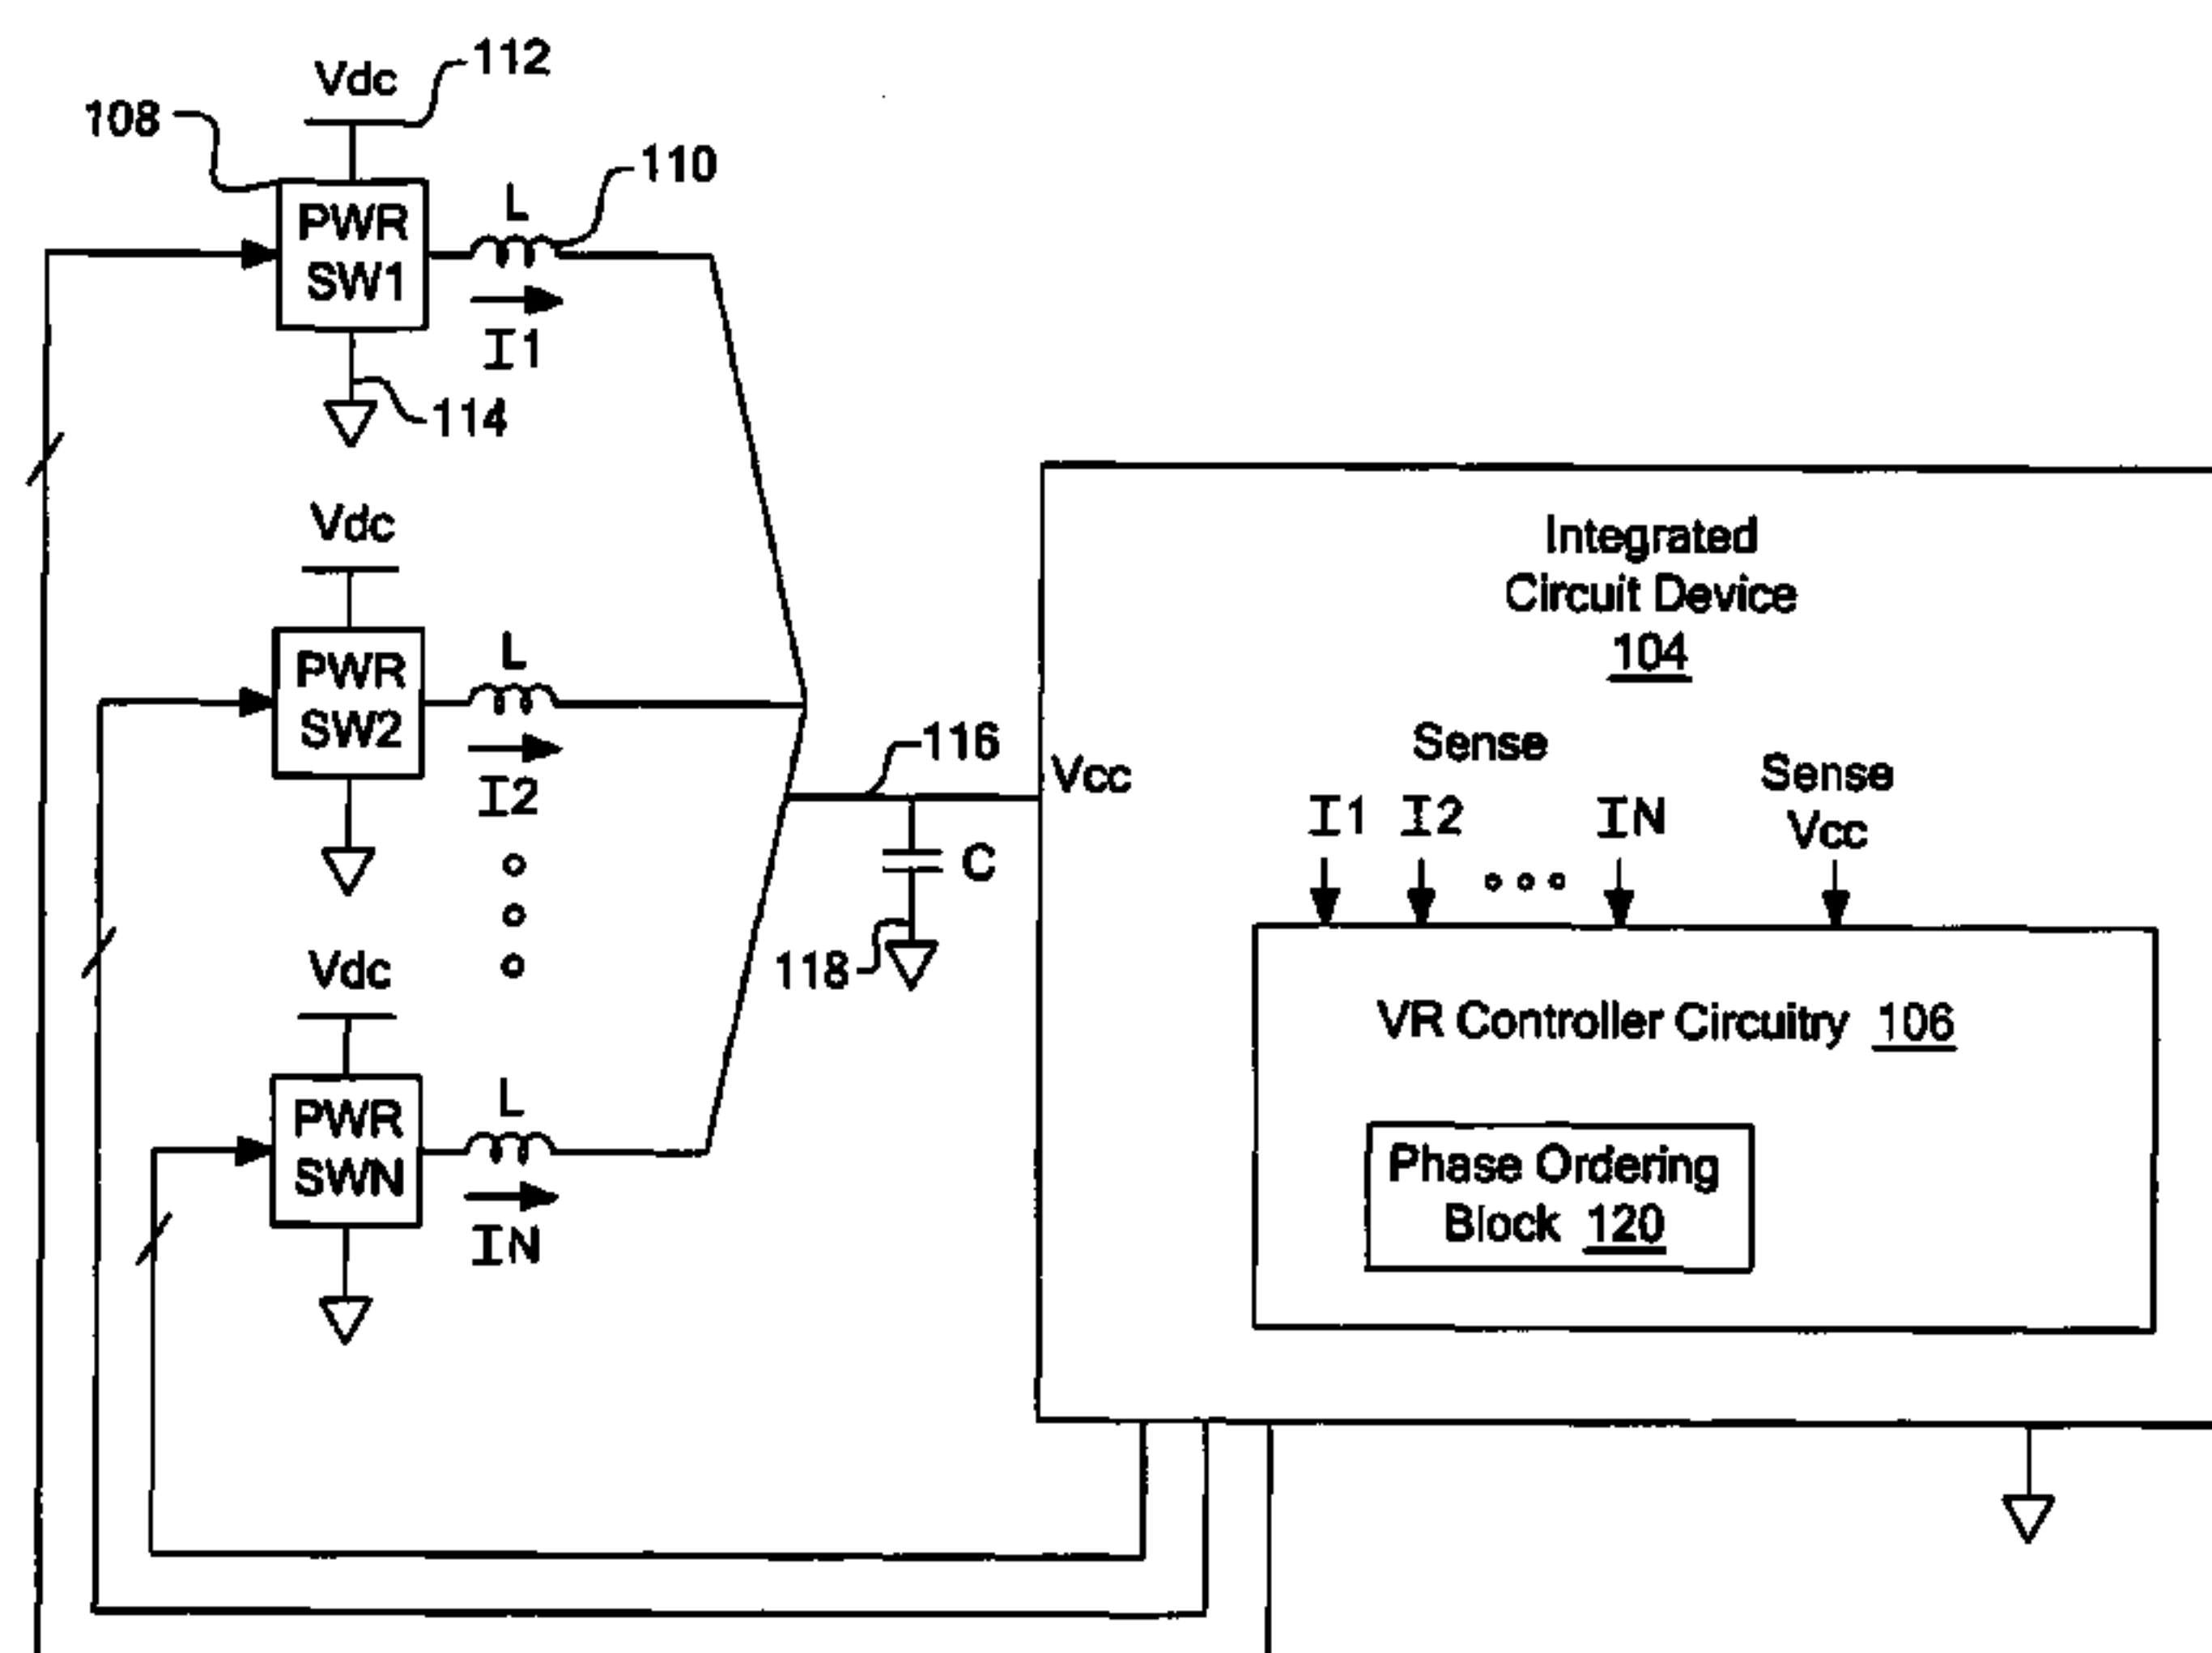 Vdc
112
108
PWR
SW1
L
110
I1
114
Vdc
PWR
SW2
L
I2
Vdc
PWR
SWN
L
IN
116
Vcc
C
118
Integrated
Circuit Device
104
Sense
I1 I2 IN
Sense
Vcc
VR Controller Circuitry 106
Phase Ordering
Block 120